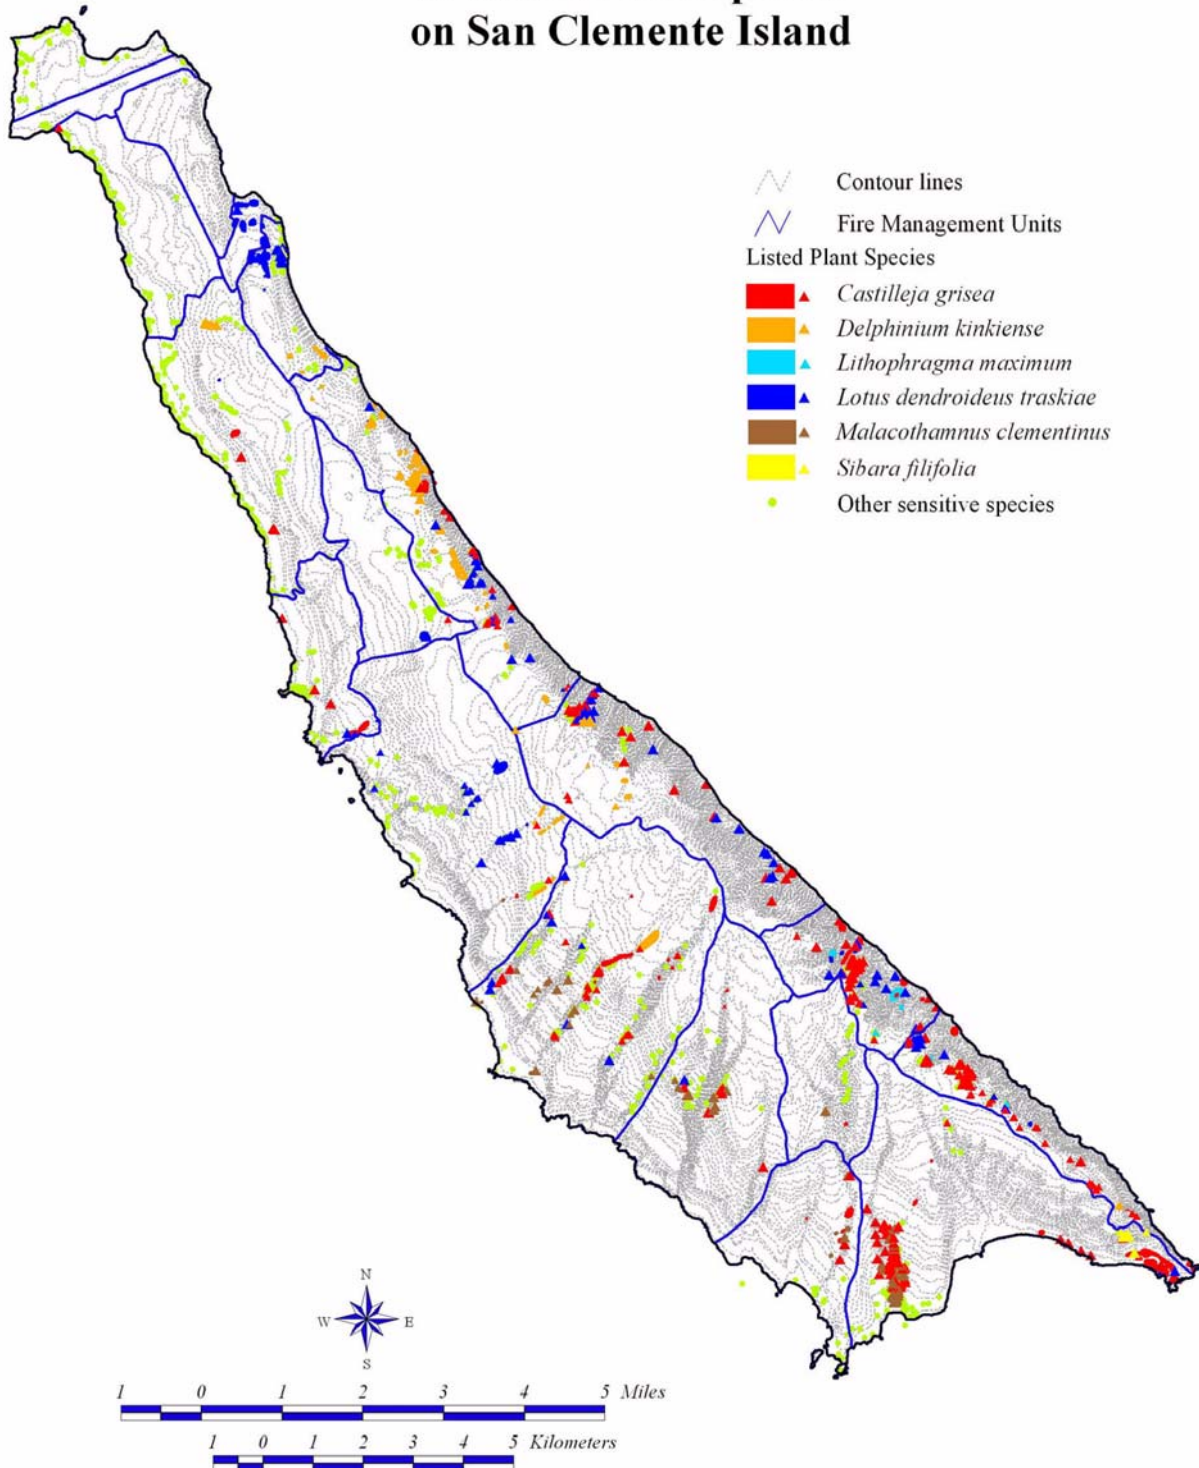 on San Clemente Island
Contour lines
Fire Management Units
Listed Plant Species
Castilleja grisea
Delphinium kinkiense
Lithophragma maximum
Lotus dendroideus traskiae
Malacothamnus clementinus
Sibara filifolia
Other sensitive species
N
W E
S
1 0 1 2 3 4 5 Miles
1 0 1 2 3 4 5 Kilometers